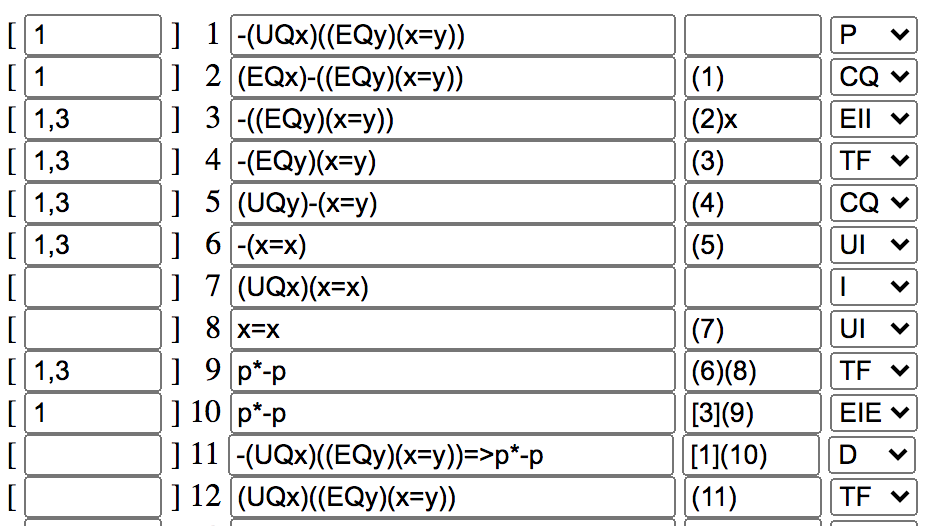 [ 1 ] 1 -(UQx)((EQy)(x=y)) P
[ 1 ] 2 (EQx)-((EQy)(x=y)) (1) CQ
[ 1,3 ] 3 -((EQy)(x=y)) (2)x EII
[ 1,3 ] 4 -(EQy)(x=y) (3) TF
[ 1,3 ] 5 (UQy)-(x=y) (4) CQ
[ 1,3 ] 6 -(x=x) (5) UI
[ ] 7 (UQx)(x=x) I
[ ] 8 x=x (7) UI
[ 1,3 ] 9 p*-p (6)(8) TF
[ 1 ] 10 p*-p [3](9) EIE
[ ] 11 -(UQx)((EQy)(x=y))=>p*-p [1](10) D
[ ] 12 (UQx)((EQy)(x=y)) (11) TF